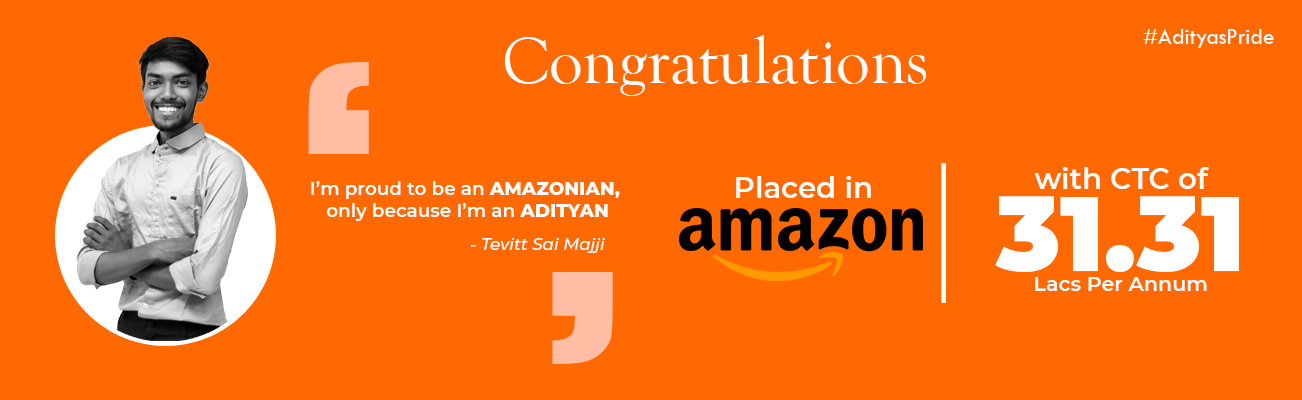 #AdityasPride
Congratulations
I'm proud to be an AMAZONIAN,
only because I'm an ADITYAN
- Tevitt Sai Majji
Placed in
amazon
with CTC of
31.31
Lacs Per Annum